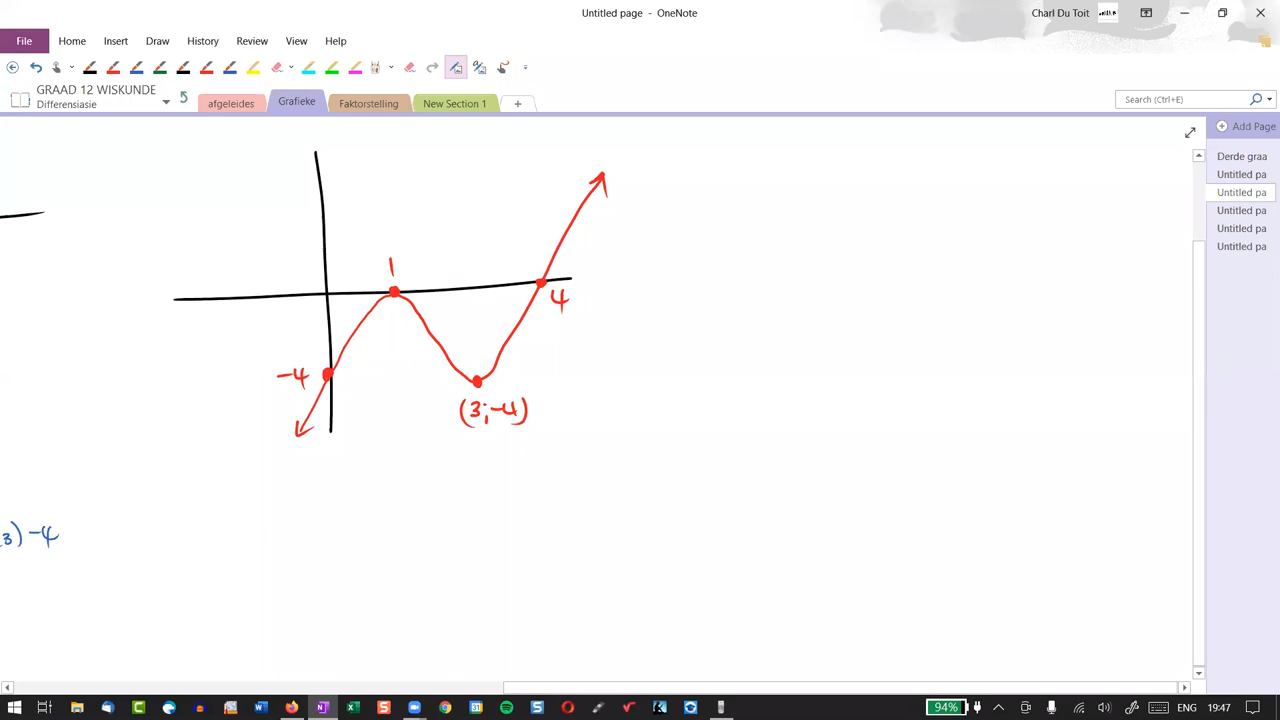 Untitled page - OneNote
Charl Du Toit
File Home Insert Draw History Review View Help
GRAAD 12 WISKUNDE
Differensiasie
afgeleides Grafieke Faktorstelling New Section 1 +
Search (Ctrl+E)
Add Page
Derde graa
Untitled pa
Untitled pa
Untitled pa
Untitled pa
Untitled pa
1
4
-4
(3;-4)
3) -4
94%
ENG 19:47